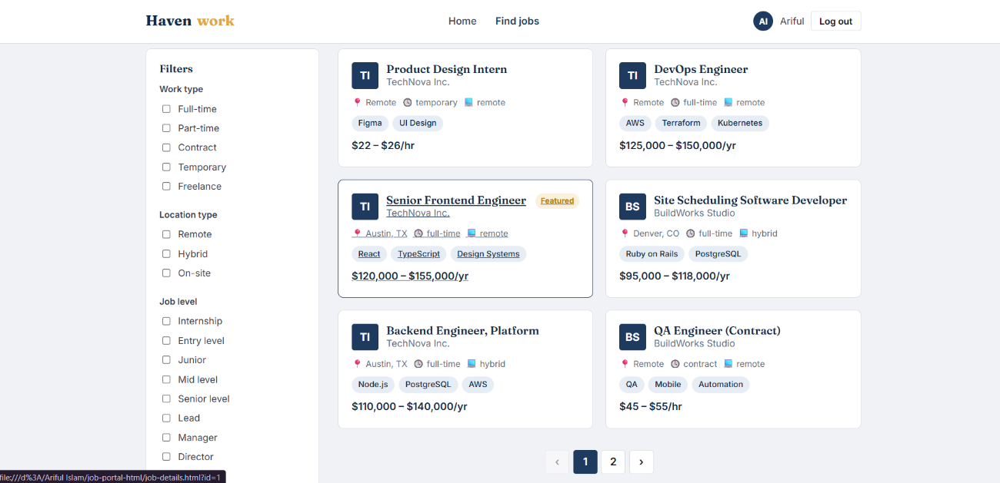 Haven work
Home Find jobs
AI Ariful Log out
Filters
Work type
Full-time
Part-time
Contract
Temporary
Freelance
Location type
Remote
Hybrid
On-site
Job level
Internship
Entry level
Junior
Mid level
Senior level
Lead
Manager
Director
TI Product Design Intern
TechNova Inc.
Remote temporary remote
Figma UI Design
$22 – $26/hr
TI DevOps Engineer
TechNova Inc.
Remote full-time remote
AWS Terraform Kubernetes
$125,000 – $150,000/yr
TI Senior Frontend Engineer Featured
TechNova Inc.
Austin, TX full-time remote
React TypeScript Design Systems
$120,000 – $155,000/yr
BS Site Scheduling Software Developer
BuildWorks Studio
Denver, CO full-time hybrid
Ruby on Rails PostgreSQL
$95,000 – $118,000/yr
TI Backend Engineer, Platform
TechNova Inc.
Austin, TX full-time hybrid
Node.js PostgreSQL AWS
$110,000 – $140,000/yr
BS QA Engineer (Contract)
BuildWorks Studio
Remote contract remote
QA Mobile Automation
$45 – $55/hr
‹ 1 2 ›
file:///d%3A/Ariful Islam/job-portal-html/job-details.html?id=1